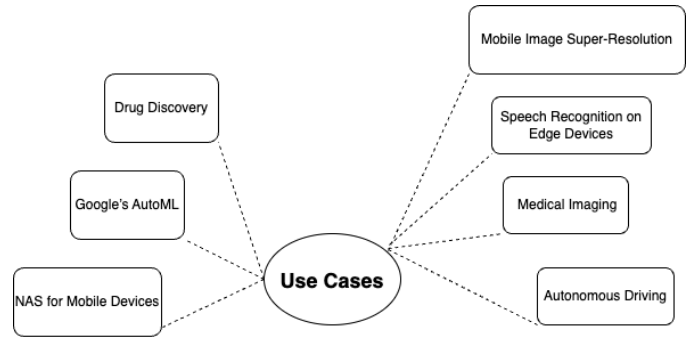 Mobile Image Super-Resolution
Drug Discovery
Speech Recognition on
Edge Devices
Google's AutoML
Medical Imaging
Use Cases
NAS for Mobile Devices
Autonomous Driving